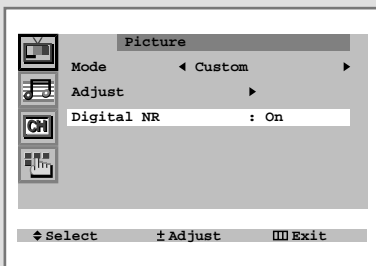 Picture
Mode ◀ Custom ▶
Adjust ▶
Digital NR : On
CH
Select ± Adjust Exit